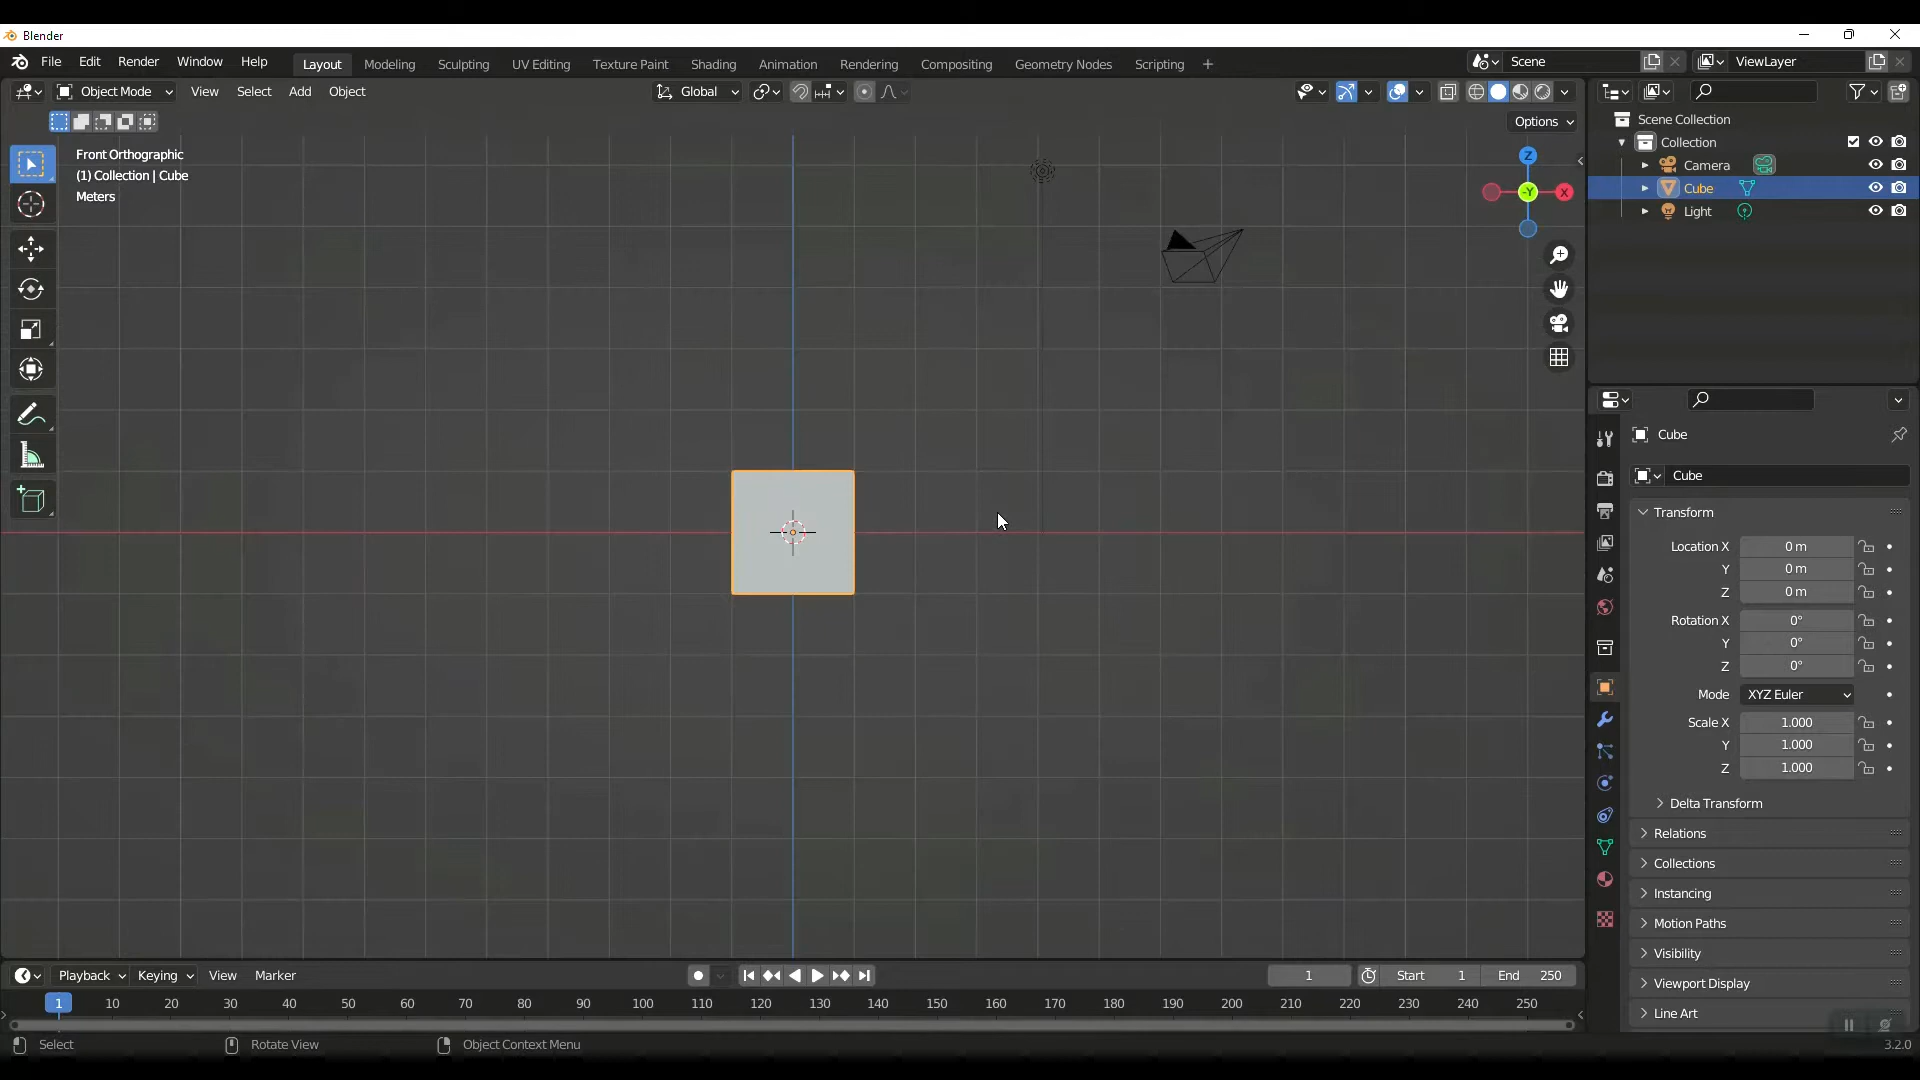 Blender
File Edit Render Window Help Layout Modeling Sculpting UV Editing Texture Paint Shading Animation Rendering Compositing Geometry Nodes Scripting + Scene ViewLayer
Object Mode View Select Add Object Global
Options
Front Orthographic
(1) Collection | Cube
Meters
Z
-Y
X
Scene Collection
Collection
Camera
Cube
Light
Cube
Cube
Transform
Location X 0 m
Y 0 m
Z 0 m
Rotation X 0°
Y 0°
Z 0°
Mode XYZ Euler
Scale X 1.000
Y 1.000
Z 1.000
Delta Transform
Relations
Collections
Instancing
Motion Paths
Visibility
Viewport Display
Line Art
Playback Keying View Marker 1 Start 1 End 250
1 10 20 30 40 50 60 70 80 90 100 110 120 130 140 150 160 170 180 190 200 210 220 230 240 250
Select Rotate View Object Context Menu 3.2.0